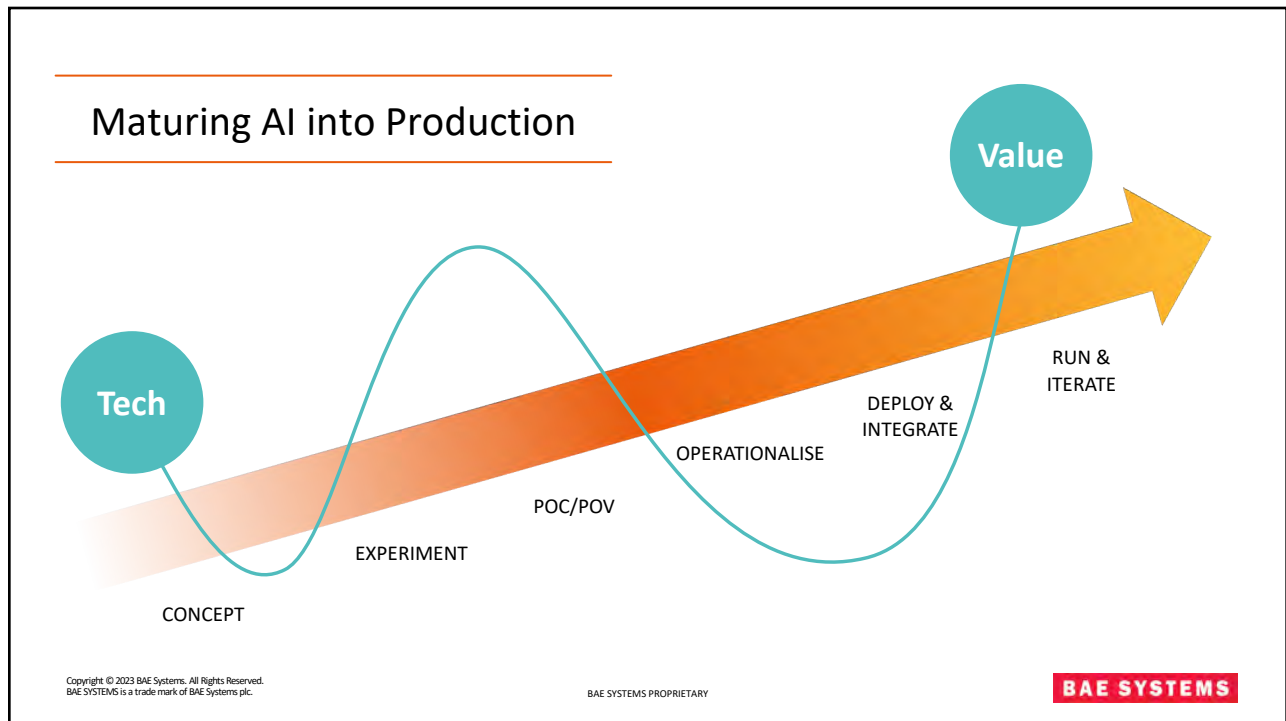 Maturing AI into Production
Value
Tech
RUN &
ITERATE
DEPLOY &
INTEGRATE
OPERATIONALISE
POC/POV
EXPERIMENT
CONCEPT
Copyright © 2023 BAE Systems. All Rights Reserved.
BAE SYSTEMS is a trade mark of BAE Systems plc.
BAE SYSTEMS PROPRIETARY
BAE SYSTEMS